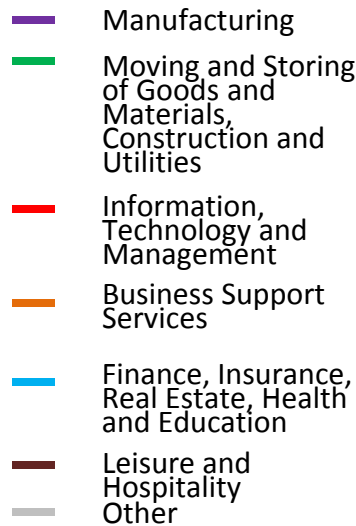 Manufacturing
Moving and Storing
of Goods and
Materials,
Construction and
Utilities
Information,
Technology and
Management
Business Support
Services
Finance, Insurance,
Real Estate, Health
and Education
Leisure and
Hospitality
Other